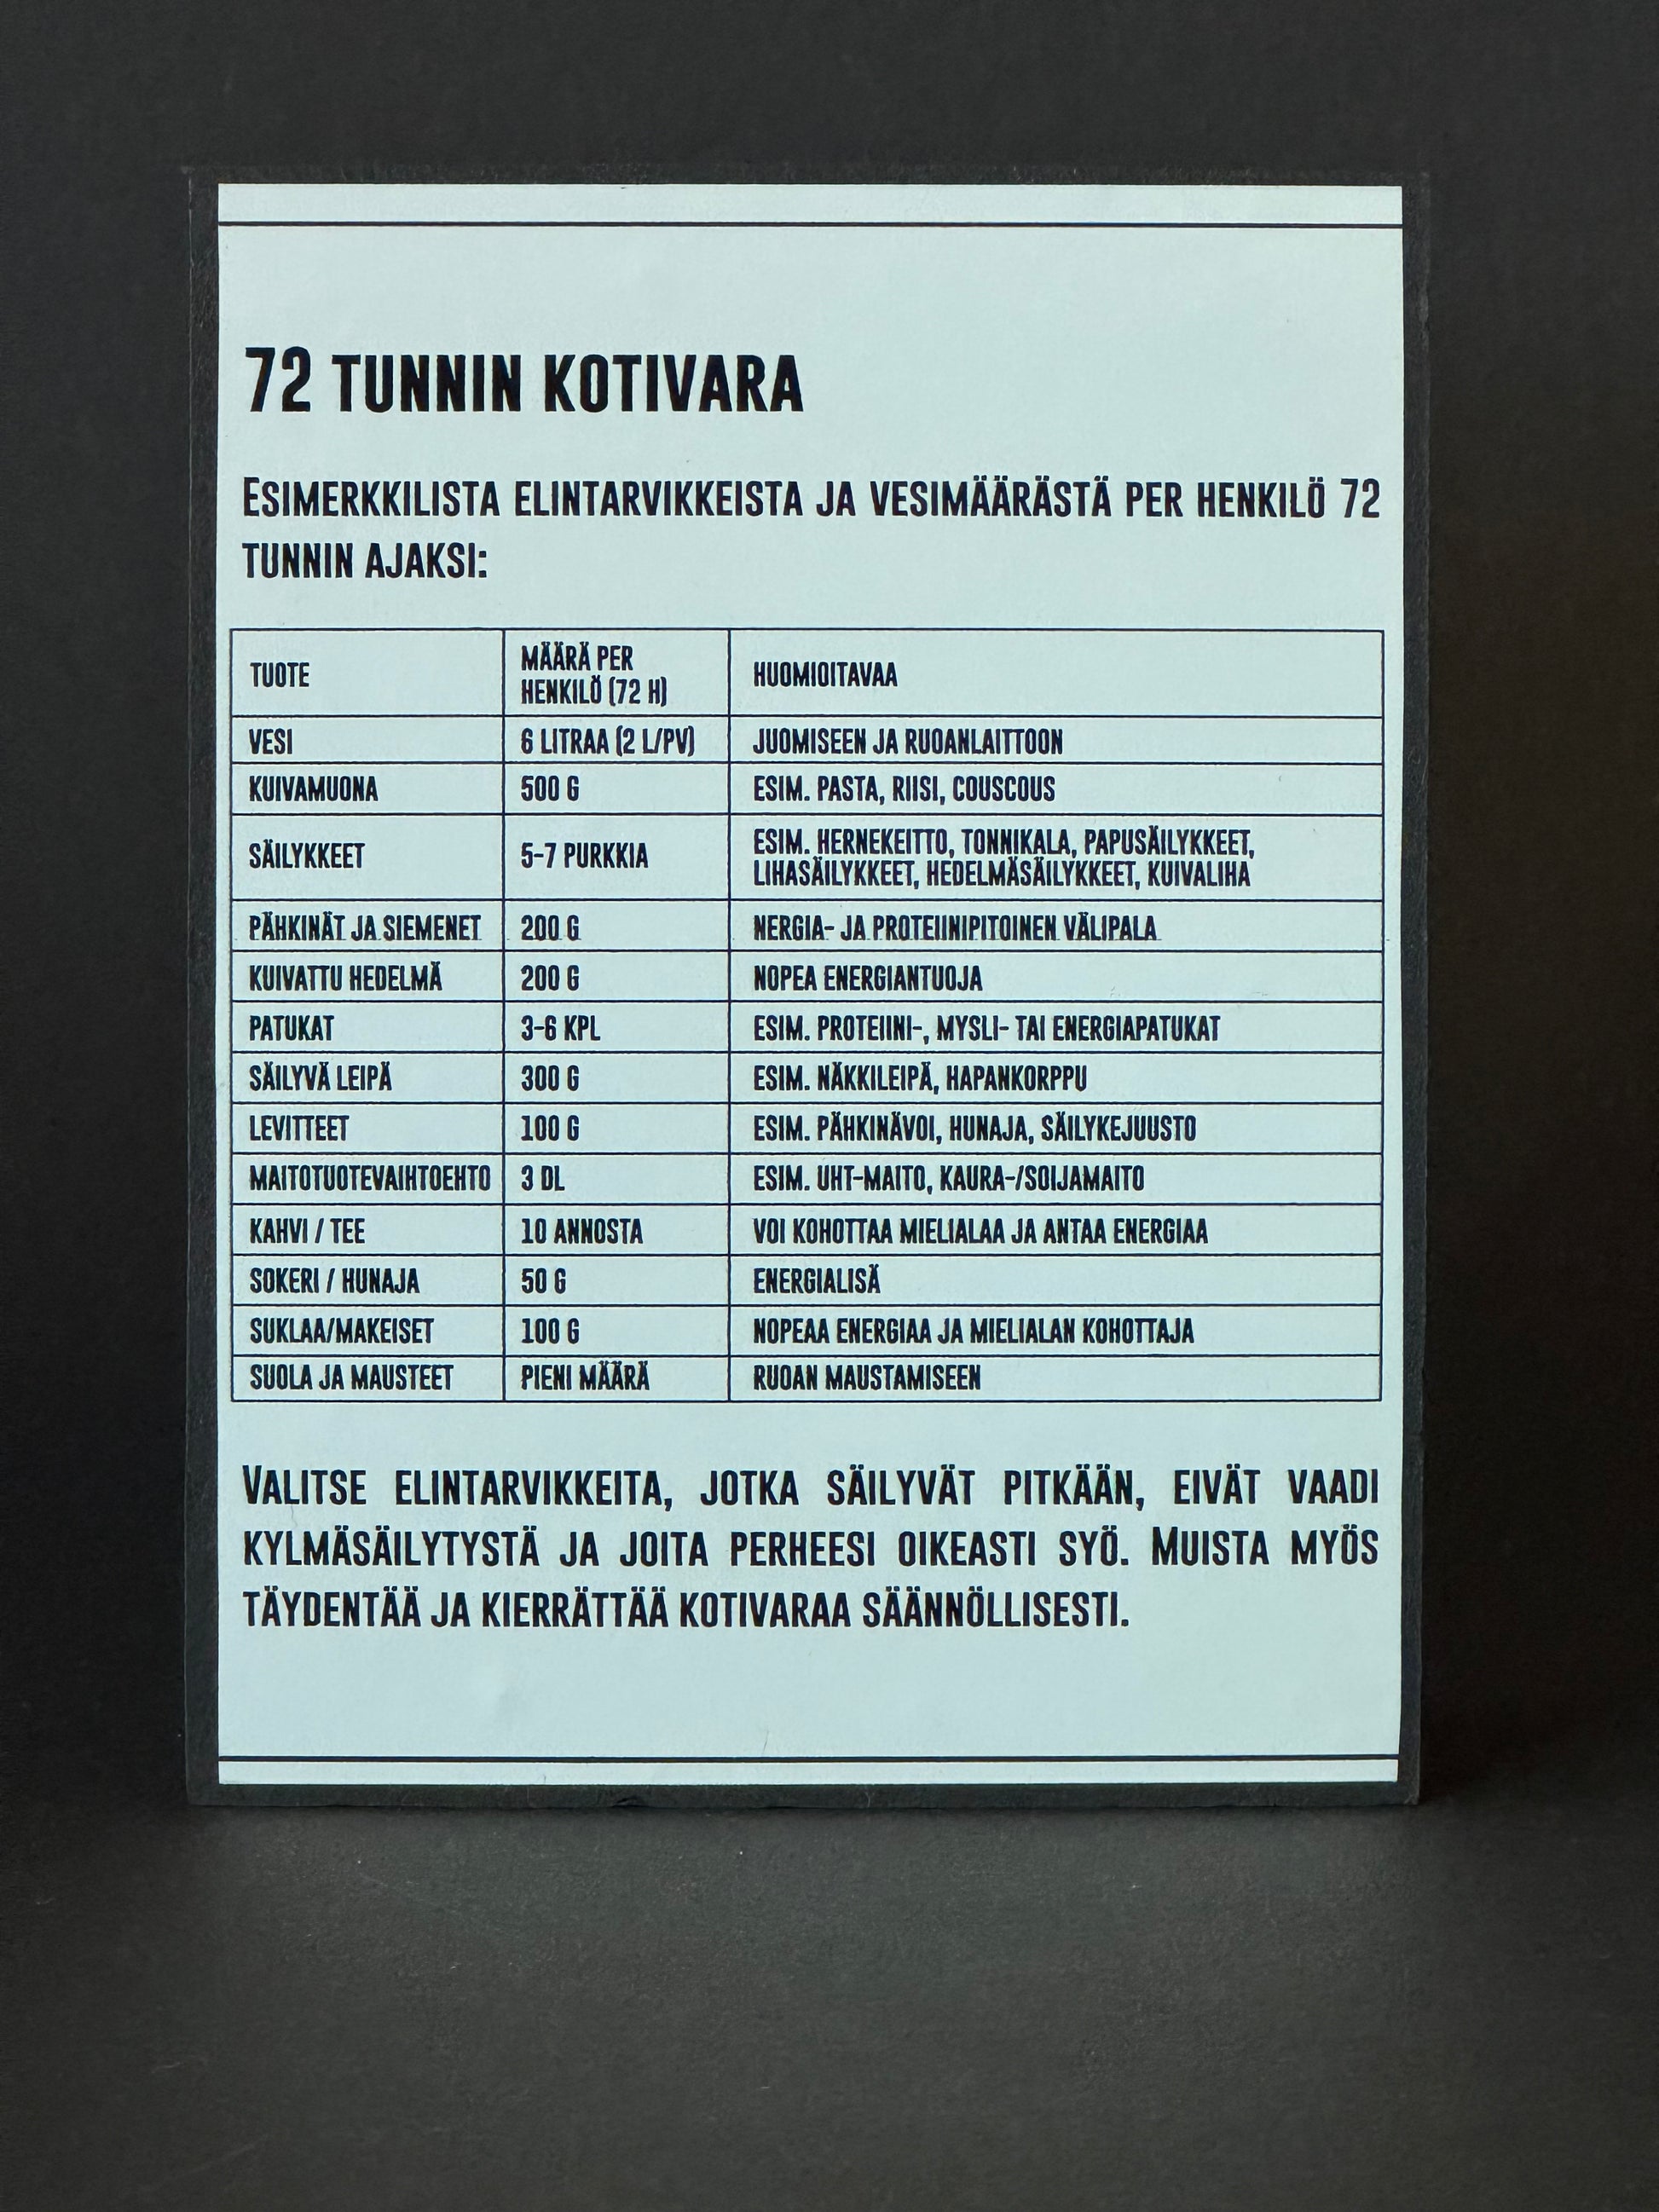 72 TUNNIN KOTIVARA
ESIMERKKILISTA ELINTARVIKKEISTA JA VESIMÄÄRÄSTÄ PER HENKILÖ 72
TUNNIN AJAKSI:
TUOTE MÄÄRÄ PER HENKILÖ (72 H) HUOMIOITAVAA
VESI 6 LITRAA (2 L/PV) JUOMISEEN JA RUOANLAITTOON
KUIVAMUONA 500 G ESIM. PASTA, RIISI, COUSCOUS
SÄILYKKEET 5-7 PURKKIA ESIM. HERNEKEITTO, TONNIKALA, PAPUSÄILYKKEET,
LIHASÄILYKKEET, HEDELMÄSÄILYKKEET, KUIVALIHA
PÄHKINÄT JA SIEMENET 200 G NERGIA- JA PROTEIINIPITOINEN VÄLIPALA
KUIVATTU HEDELMÄ 200 G NOPEA ENERGIANTUOJA
PATUKAT 3-6 KPL ESIM. PROTEIINI-, MYSLI- TAI ENERGIAPATUKAT
SÄILYVÄ LEIPÄ 300 G ESIM. NÄKKILEIPÄ, HAPANKORPPU
LEVITTEET 100 G ESIM. PÄHKINÄVOI, HUNAJA, SÄILYKEJUUSTO
MAITOTUOTEVAIHTOEHTO 3 DL ESIM. UHT-MAITO, KAURA-/SOIJAMAITO
KAHVI / TEE 10 ANNOSTA VOI KOHOTTAA MIELIALAA JA ANTAA ENERGIAA
SOKERI / HUNAJA 50 G ENERGIALISÄ
SUKLAA/MAKEISET 100 G NOPEAA ENERGIAA JA MIELIALAN KOHOTTAJA
SUOLA JA MAUSTEET PIENI MÄÄRÄ RUOAN MAUSTAMISEEN
VALITSE ELINTARVIKKEITA, JOTKA SÄILYVÄT PITKÄÄN, EIVÄT VAADI
KYLMÄSÄILYTYSTÄ JA JOITA PERHEESI OIKEASTI SYÖ. MUISTA MYÖS
TÄYDENTÄÄ JA KIERRÄTTÄÄ KOTIVARAA SÄÄNNÖLLISESTI.